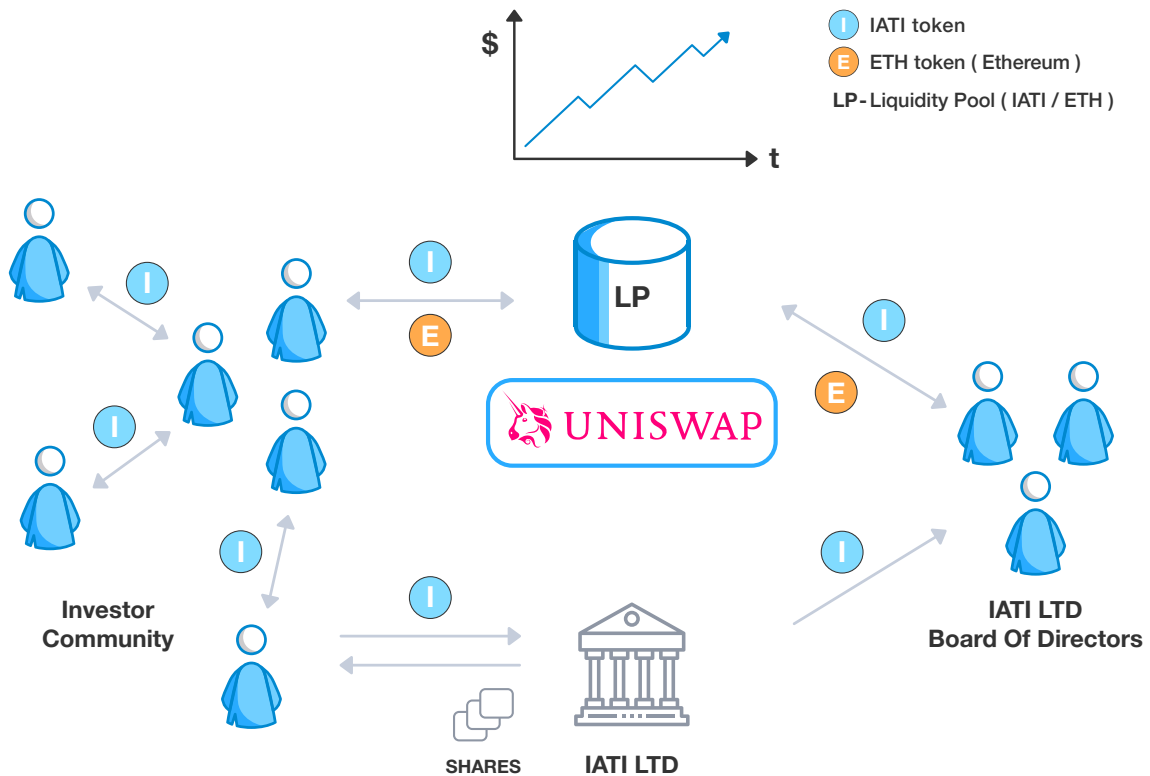 $
t
I IATI token
E ETH token ( Ethereum )
LP - Liquidity Pool ( IATI / ETH )
I
I
I
E
LP
I
E
UNISWAP
I
I
I
I
Investor
Community
IATI LTD
Board Of Directors
SHARES
IATI LTD